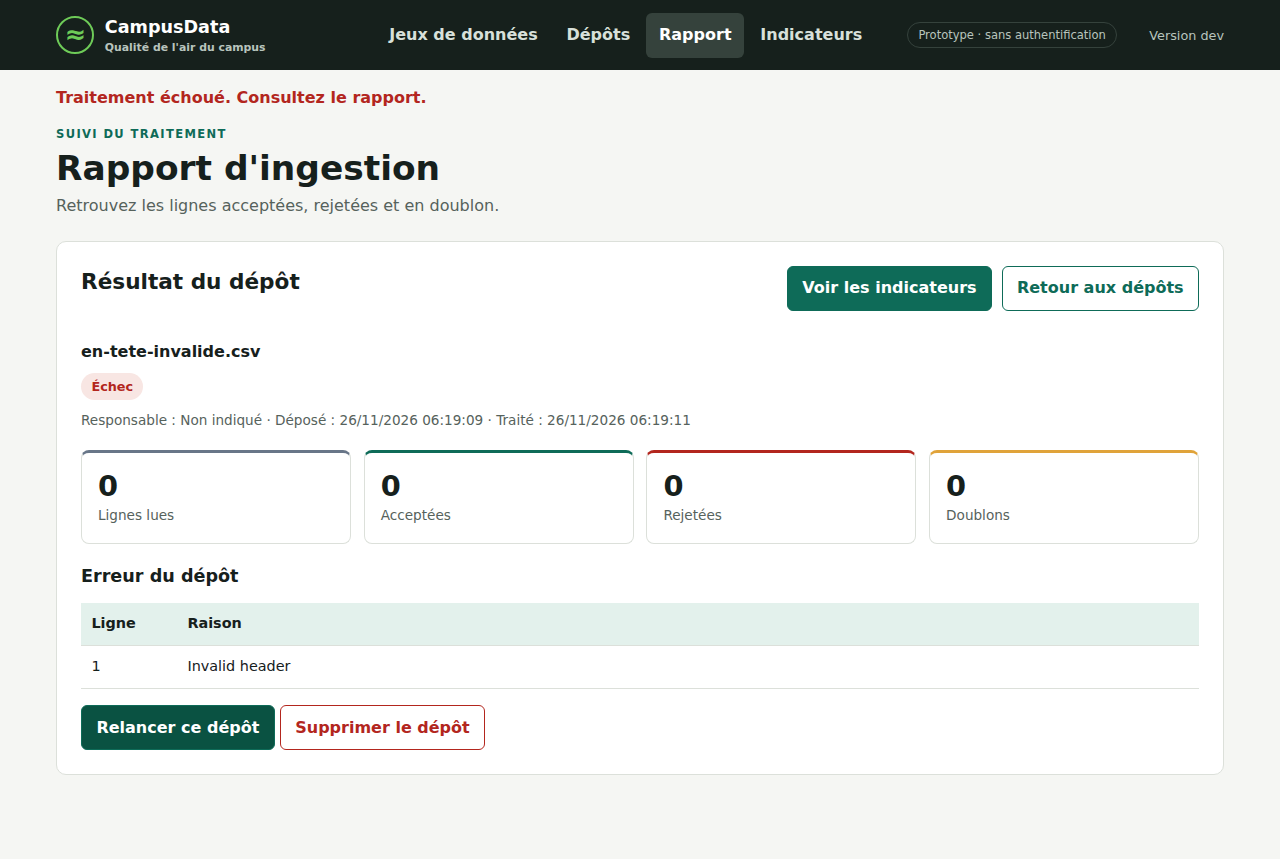 CampusData
Qualité de l'air du campus
Jeux de données
Dépôts
Rapport
Indicateurs
Prototype · sans authentification
Version dev
Traitement échoué. Consultez le rapport.
SUIVI DU TRAITEMENT
Rapport d'ingestion
Retrouvez les lignes acceptées, rejetées et en doublon.
Résultat du dépôt
Voir les indicateurs
Retour aux dépôts
en-tete-invalide.csv
Échec
Responsable : Non indiqué · Déposé : 26/11/2026 06:19:09 · Traité : 26/11/2026 06:19:11
0
Lignes lues
0
Acceptées
0
Rejetées
0
Doublons
Erreur du dépôt
Ligne Raison
1 Invalid header
Relancer ce dépôt
Supprimer le dépôt